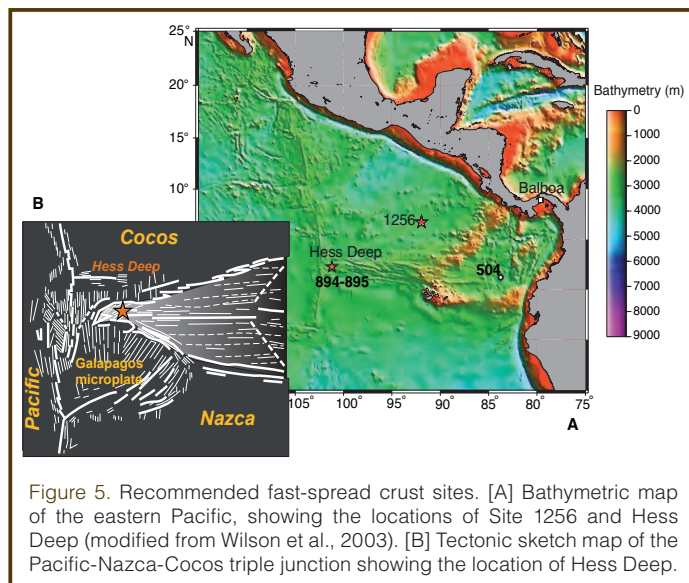 25°
N
20°
15°
10°
Bathymetry (m)
0
1000
2000
3000
4000
5000
6000
7000
8000
9000
Balboa
1256
Hess Deep
894-895
504
105°
100°
95°
90°
85°
80°
75°
A
B
Cocos
Hess Deep
Galapagos
microplate
Pacific
Nazca
Figure 5. Recommended fast-spread crust sites. [A] Bathymetric map
of the eastern Pacific, showing the locations of Site 1256 and Hess
Deep (modified from Wilson et al., 2003). [B] Tectonic sketch map of the
Pacific-Nazca-Cocos triple junction showing the location of Hess Deep.